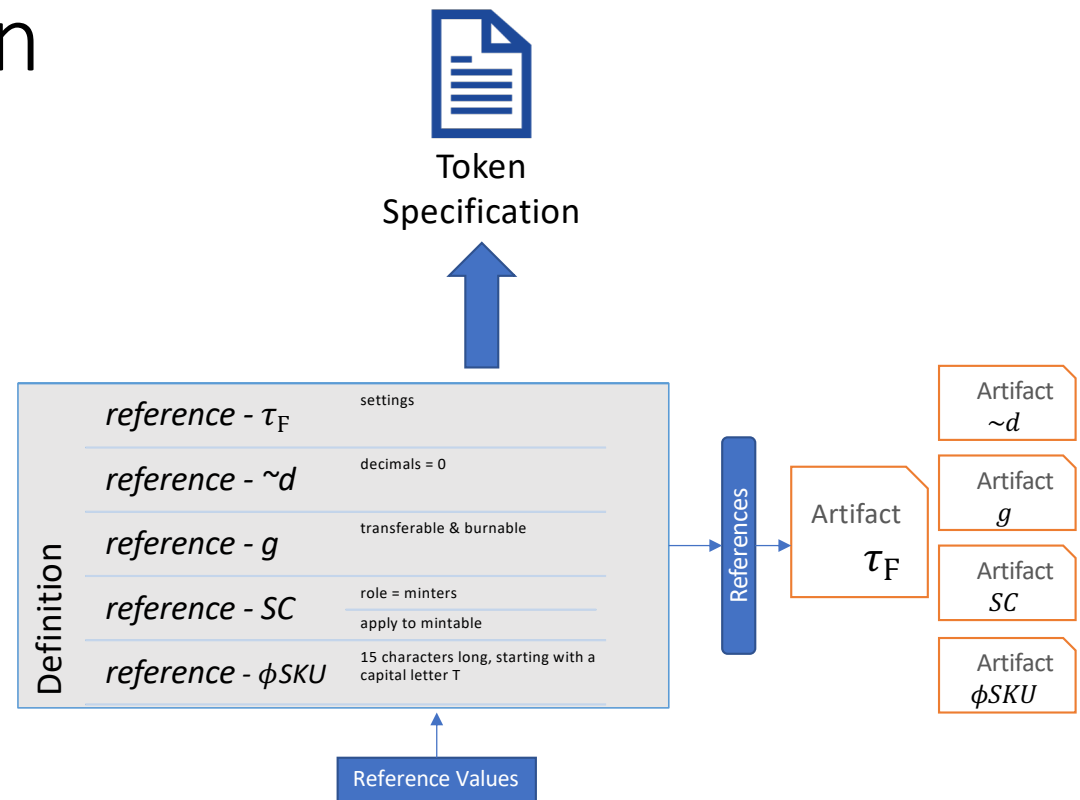 n
Token
Specification
Definition
reference - τF settings
reference - ~d decimals = 0
reference - g transferable & burnable
reference - SC role = minters
apply to mintable
reference - ϕSKU 15 characters long, starting with a
capital letter T
References
Artifact
τF
Artifact
~d
Artifact
g
Artifact
SC
Artifact
ϕSKU
Reference Values